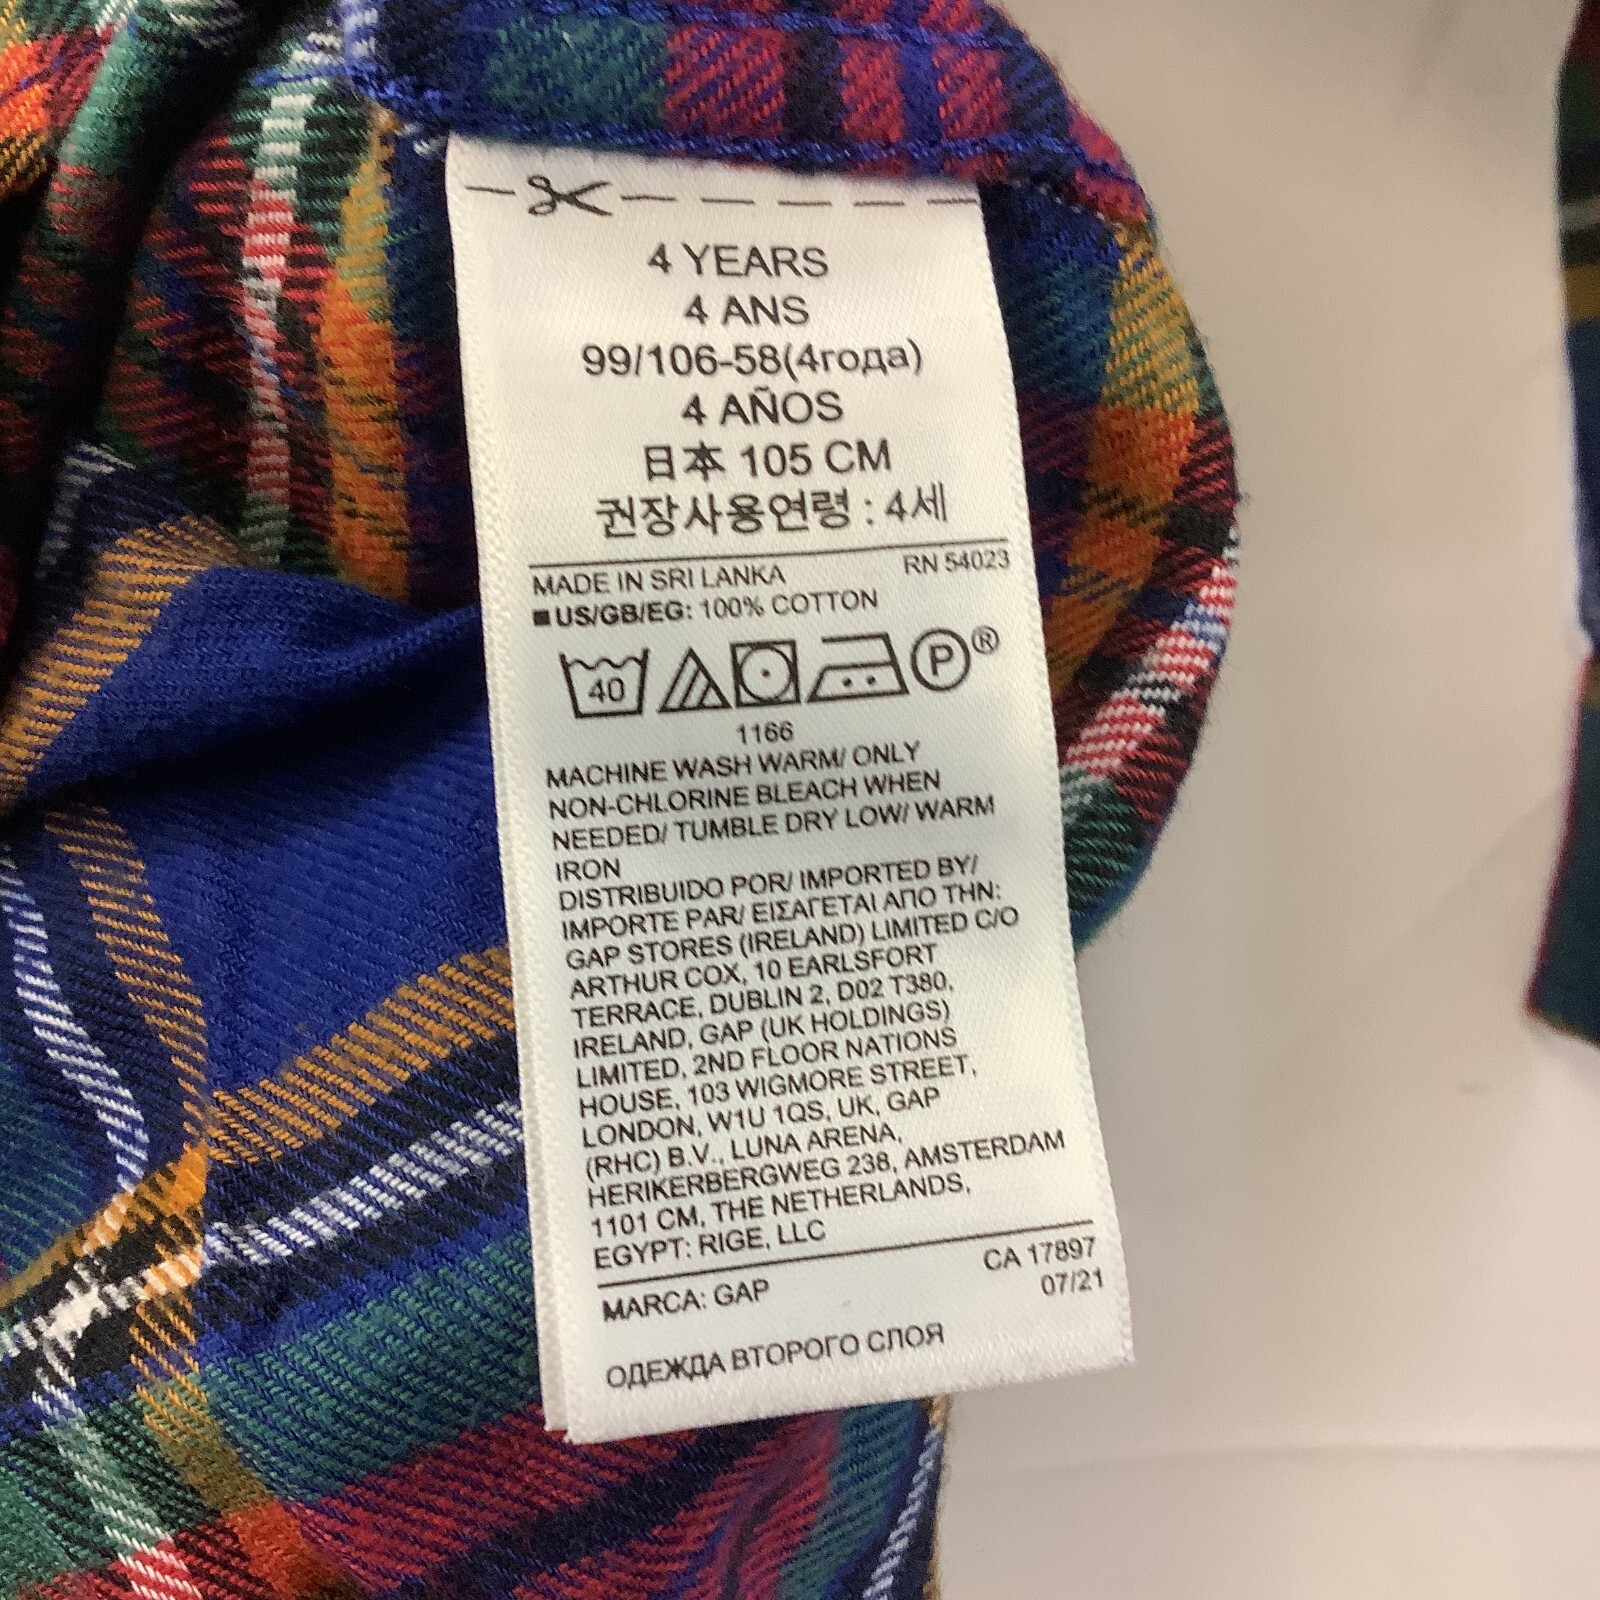 4 YEARS
4 ANS
99/106-58(4года)
4 AÑOS
日本 105 CM
권장사용연령 : 4세
MADE IN SRI LANKA RN 54023
■ US/GB/EG: 100% COTTON
40 P ®
1166
MACHINE WASH WARM/ ONLY
NON-CHLORINE BLEACH WHEN
NEEDED/ TUMBLE DRY LOW/ WARM
IRON
DISTRIBUIDO POR/ IMPORTED BY/
IMPORTE PAR/ ΕΙΣΑΓΕΤΑΙ ΑΠΟ ΤΗΝ:
GAP STORES (IRELAND) LIMITED C/O
ARTHUR COX, 10 EARLSFORT
TERRACE, DUBLIN 2, D02 T380,
IRELAND, GAP (UK HOLDINGS)
LIMITED, 2ND FLOOR NATIONS
HOUSE, 103 WIGMORE STREET,
LONDON, W1U 1QS, UK, GAP
(RHC) B.V., LUNA ARENA,
HERIKERBERGWEG 238, AMSTERDAM
1101 CM, THE NETHERLANDS,
EGYPT: RIGE, LLC
MARCA: GAP CA 17897
07/21
ОДЕЖДА ВТОРОГО СЛОЯ